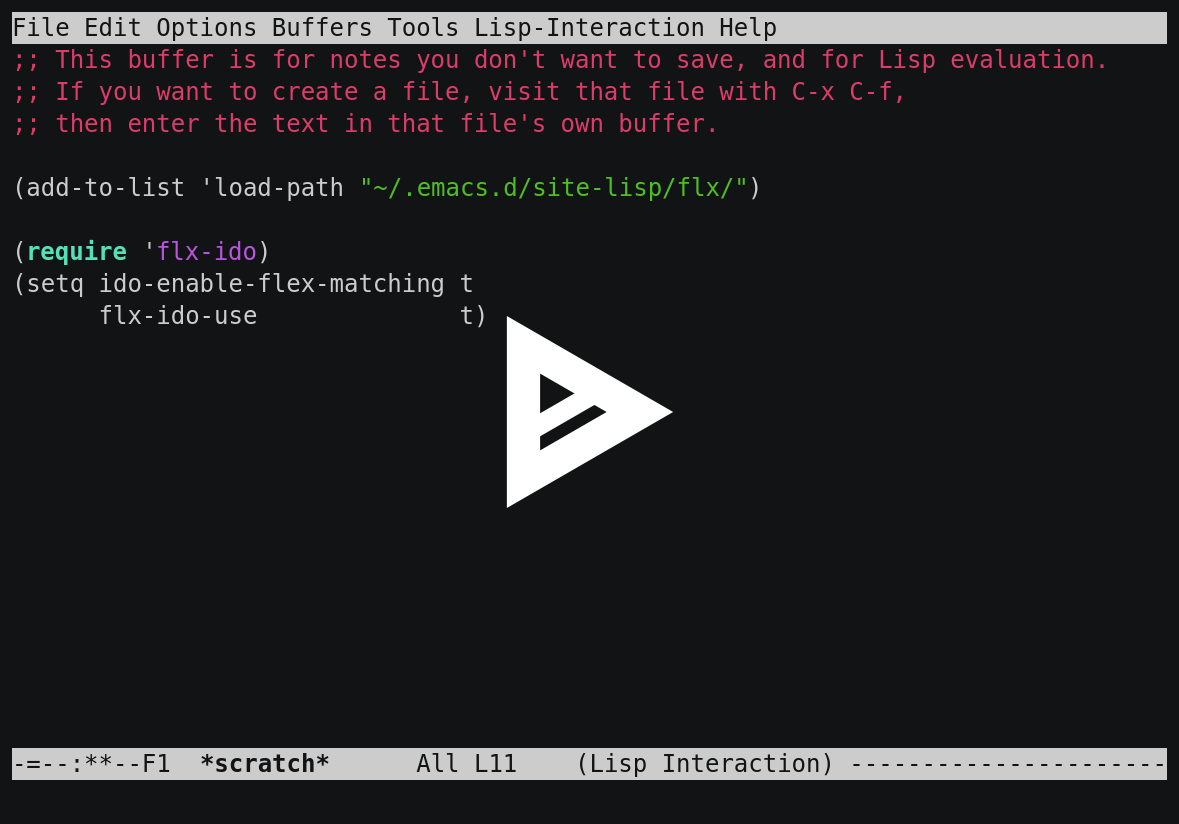 File Edit Options Buffers Tools Lisp-Interaction Help
;; This buffer is for notes you don't want to save, and for Lisp evaluation.
;; If you want to create a file, visit that file with C-x C-f,
;; then enter the text in that file's own buffer.
(add-to-list 'load-path "~/.emacs.d/site-lisp/flx/")
(require 'flx-ido)
(setq ido-enable-flex-matching t
      flx-ido-use              t)
-=--:**--F1  *scratch*      All L11    (Lisp Interaction) ----------------------